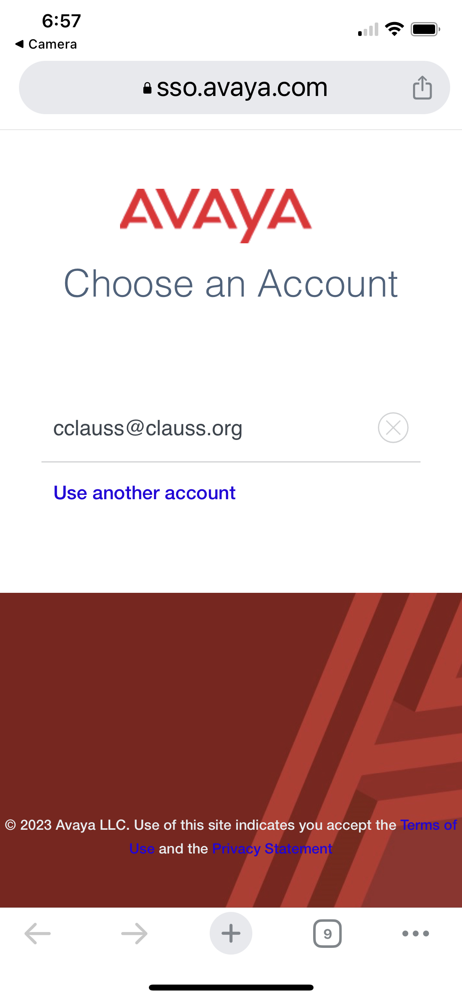 6:57
Camera
sso.avaya.com
AVAYA
Choose an Account
cclauss@clauss.org
Use another account
© 2023 Avaya LLC. Use of this site indicates you accept the Terms of
Use and the Privacy Statement
9